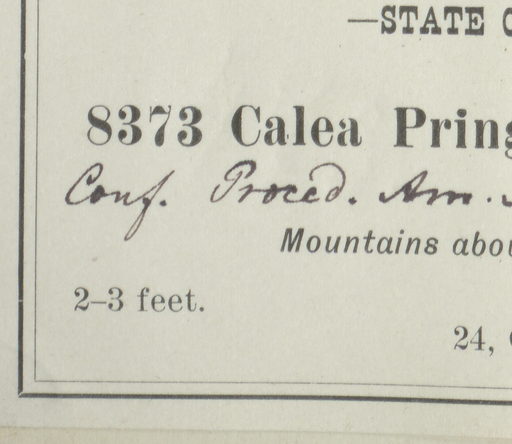 —STATE
8373 Calea Pring
Conf. Proced. Am.
Mountains abou
2–3 feet.
24,